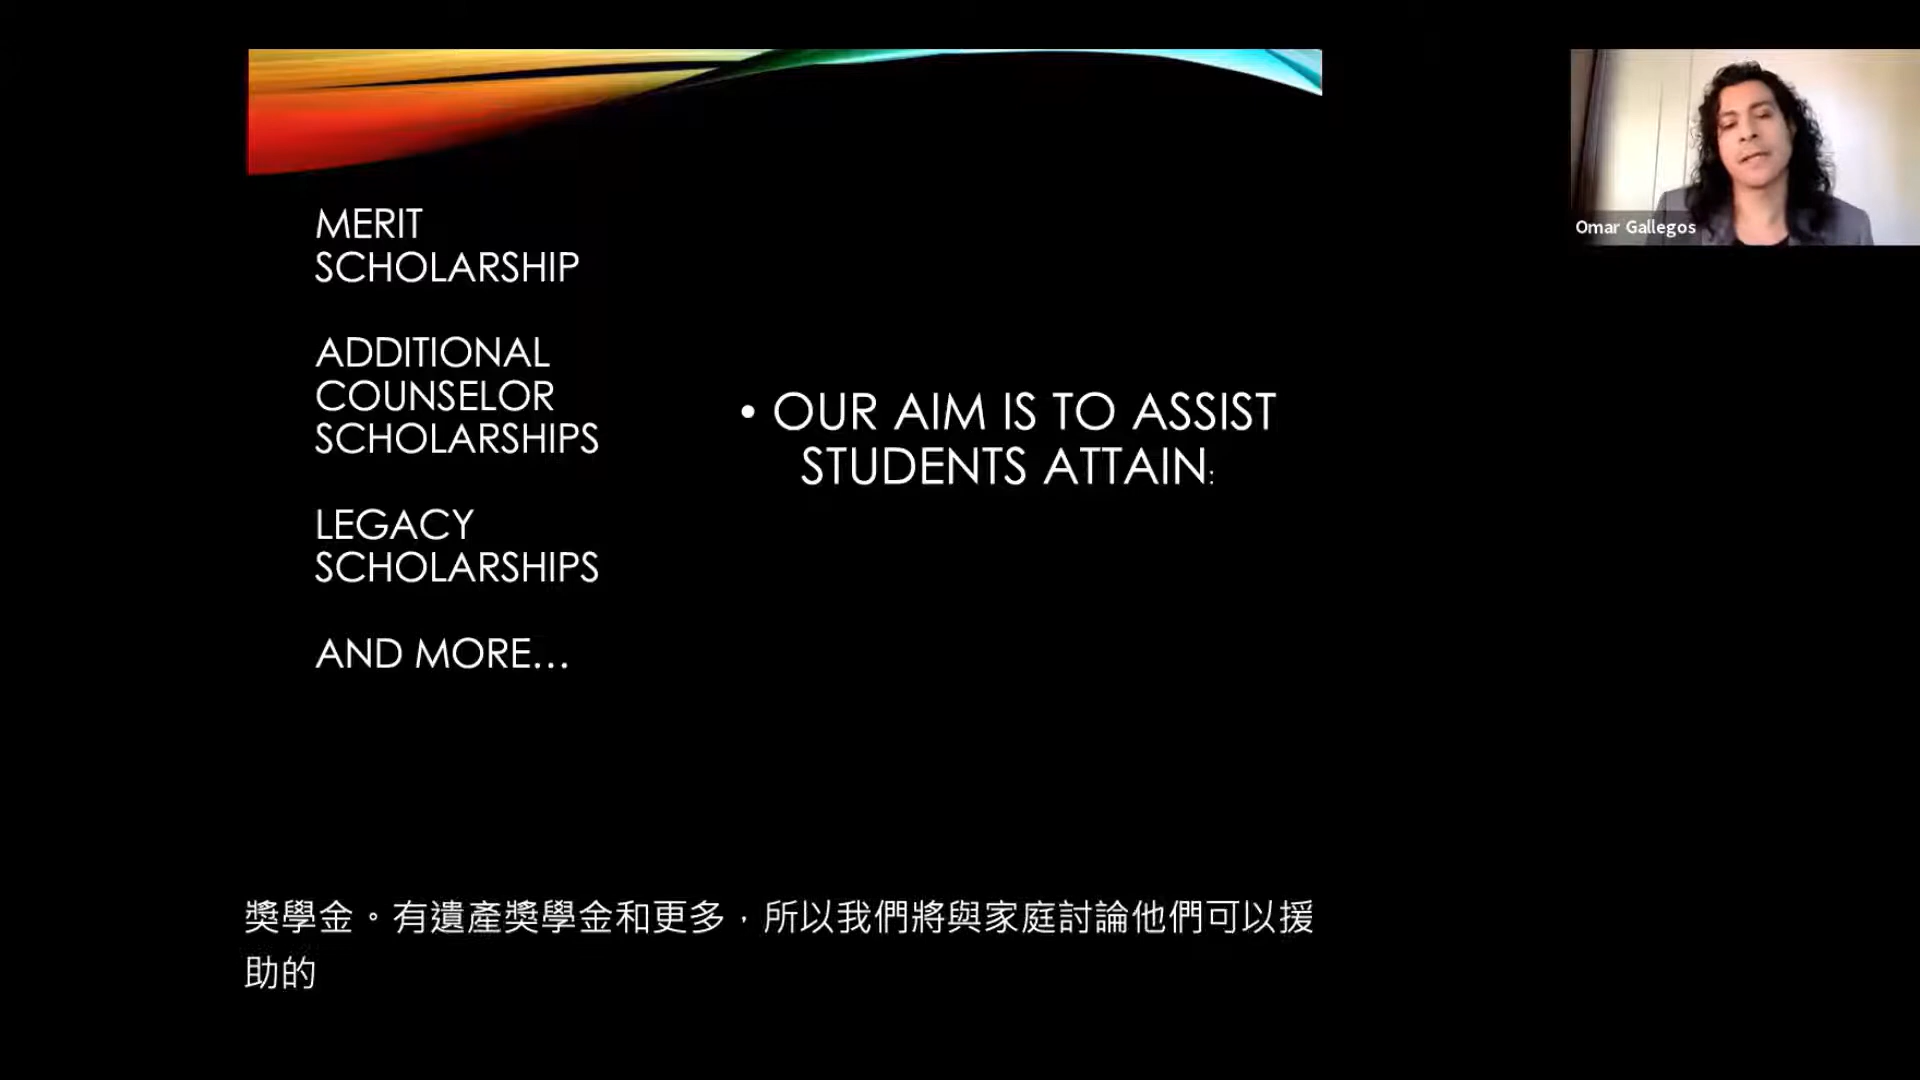 MERIT
SCHOLARSHIP
ADDITIONAL
COUNSELOR
SCHOLARSHIPS
LEGACY
SCHOLARSHIPS
AND MORE…
• OUR AIM IS TO ASSIST
STUDENTS ATTAIN:
Omar Gallegos
獎學金。有遺產獎學金和更多，所以我們將與家庭討論他們可以援
助的